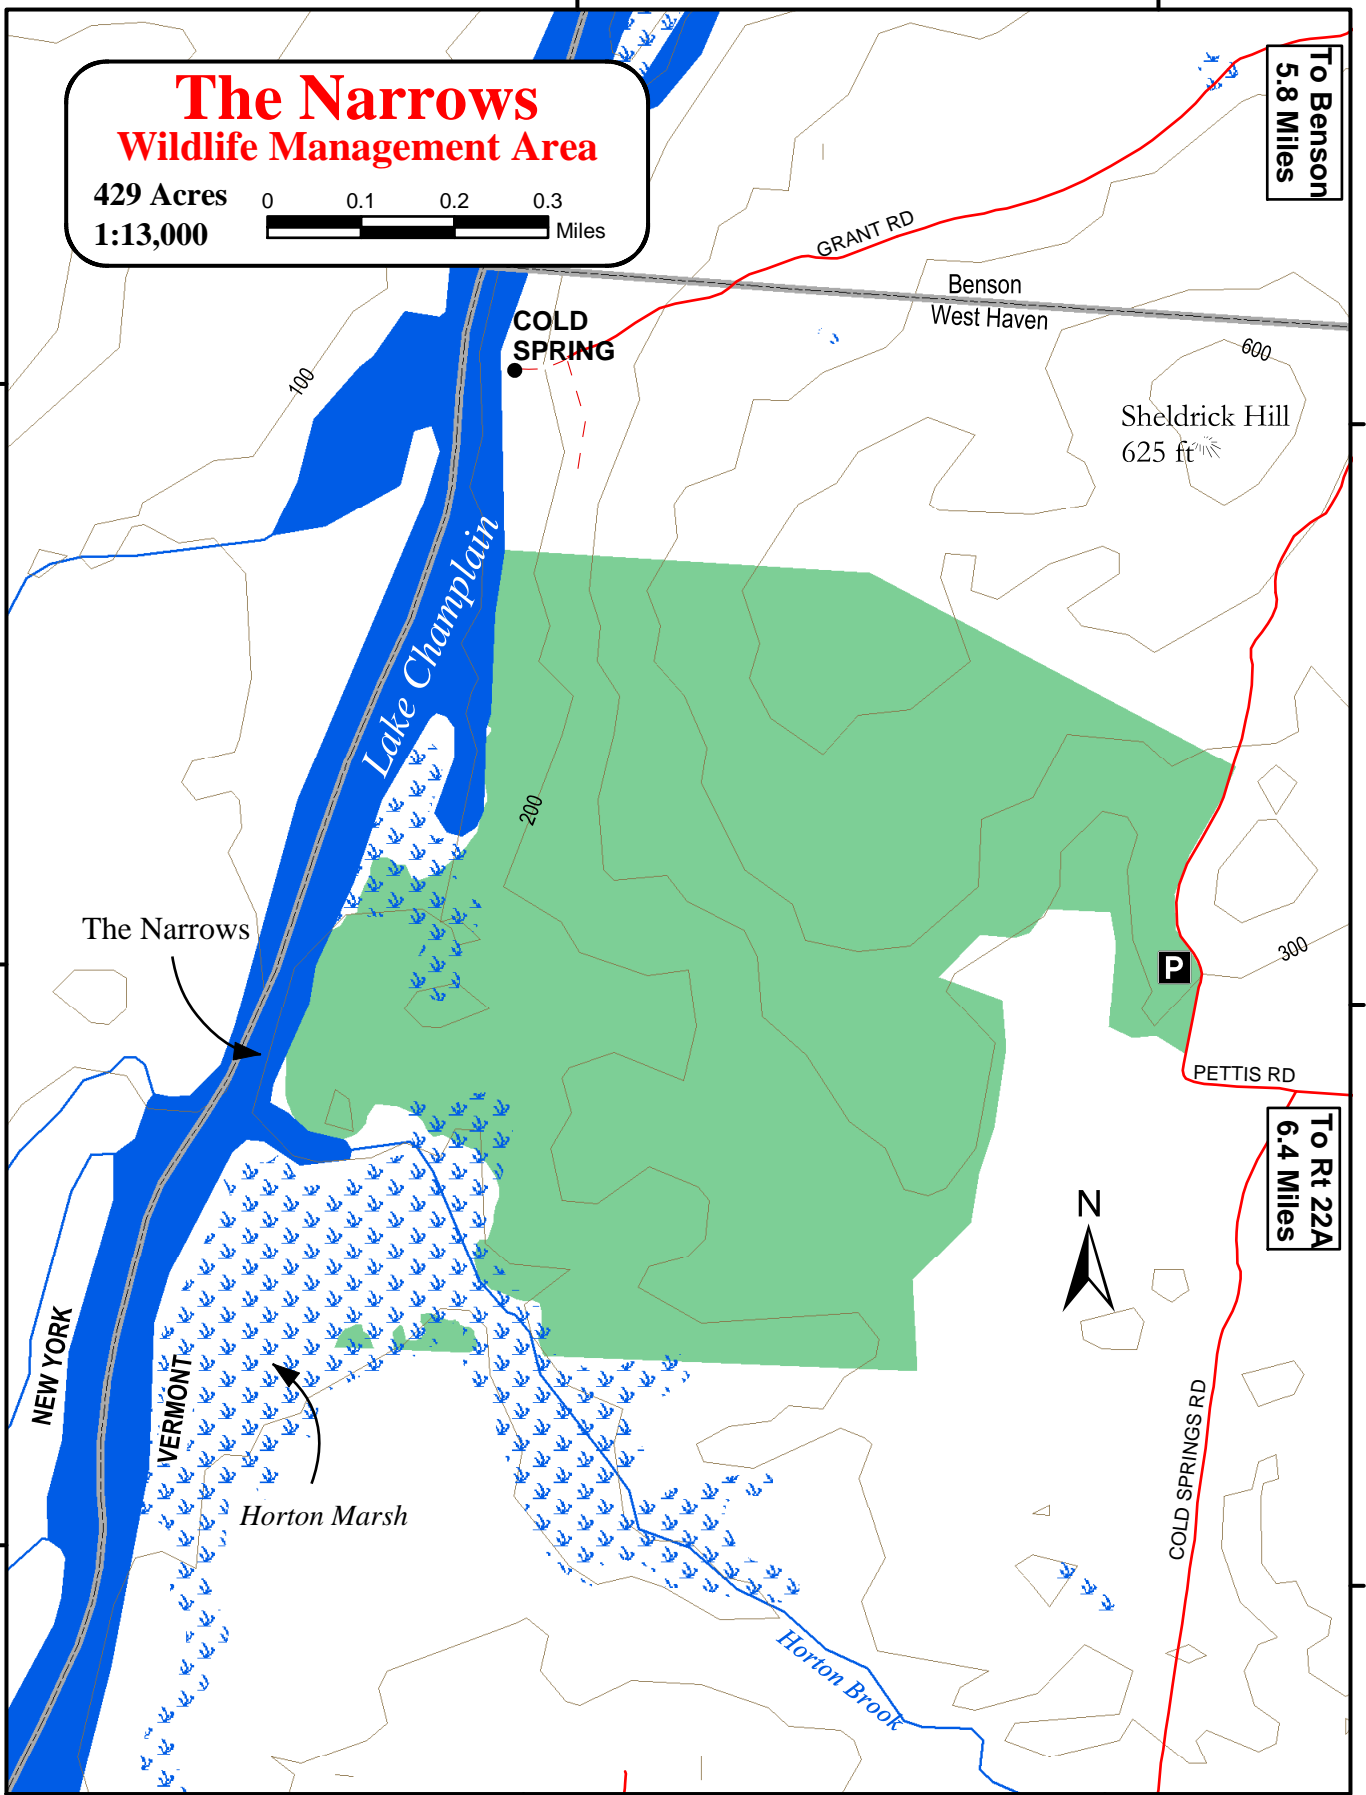 The Narrows
Wildlife Management Area
429 Acres
1:13,000
0 0.1 0.2 0.3
Miles
To Benson
5.8 Miles
GRANT RD
Benson
West Haven
COLD
SPRING
100
600
Sheldrick Hill
625 ft
Lake Champlain
200
The Narrows
300
P
PETTIS RD
To Rt 22A
6.4 Miles
N
NEW YORK
VERMONT
COLD SPRINGS RD
Horton Marsh
Horton Brook